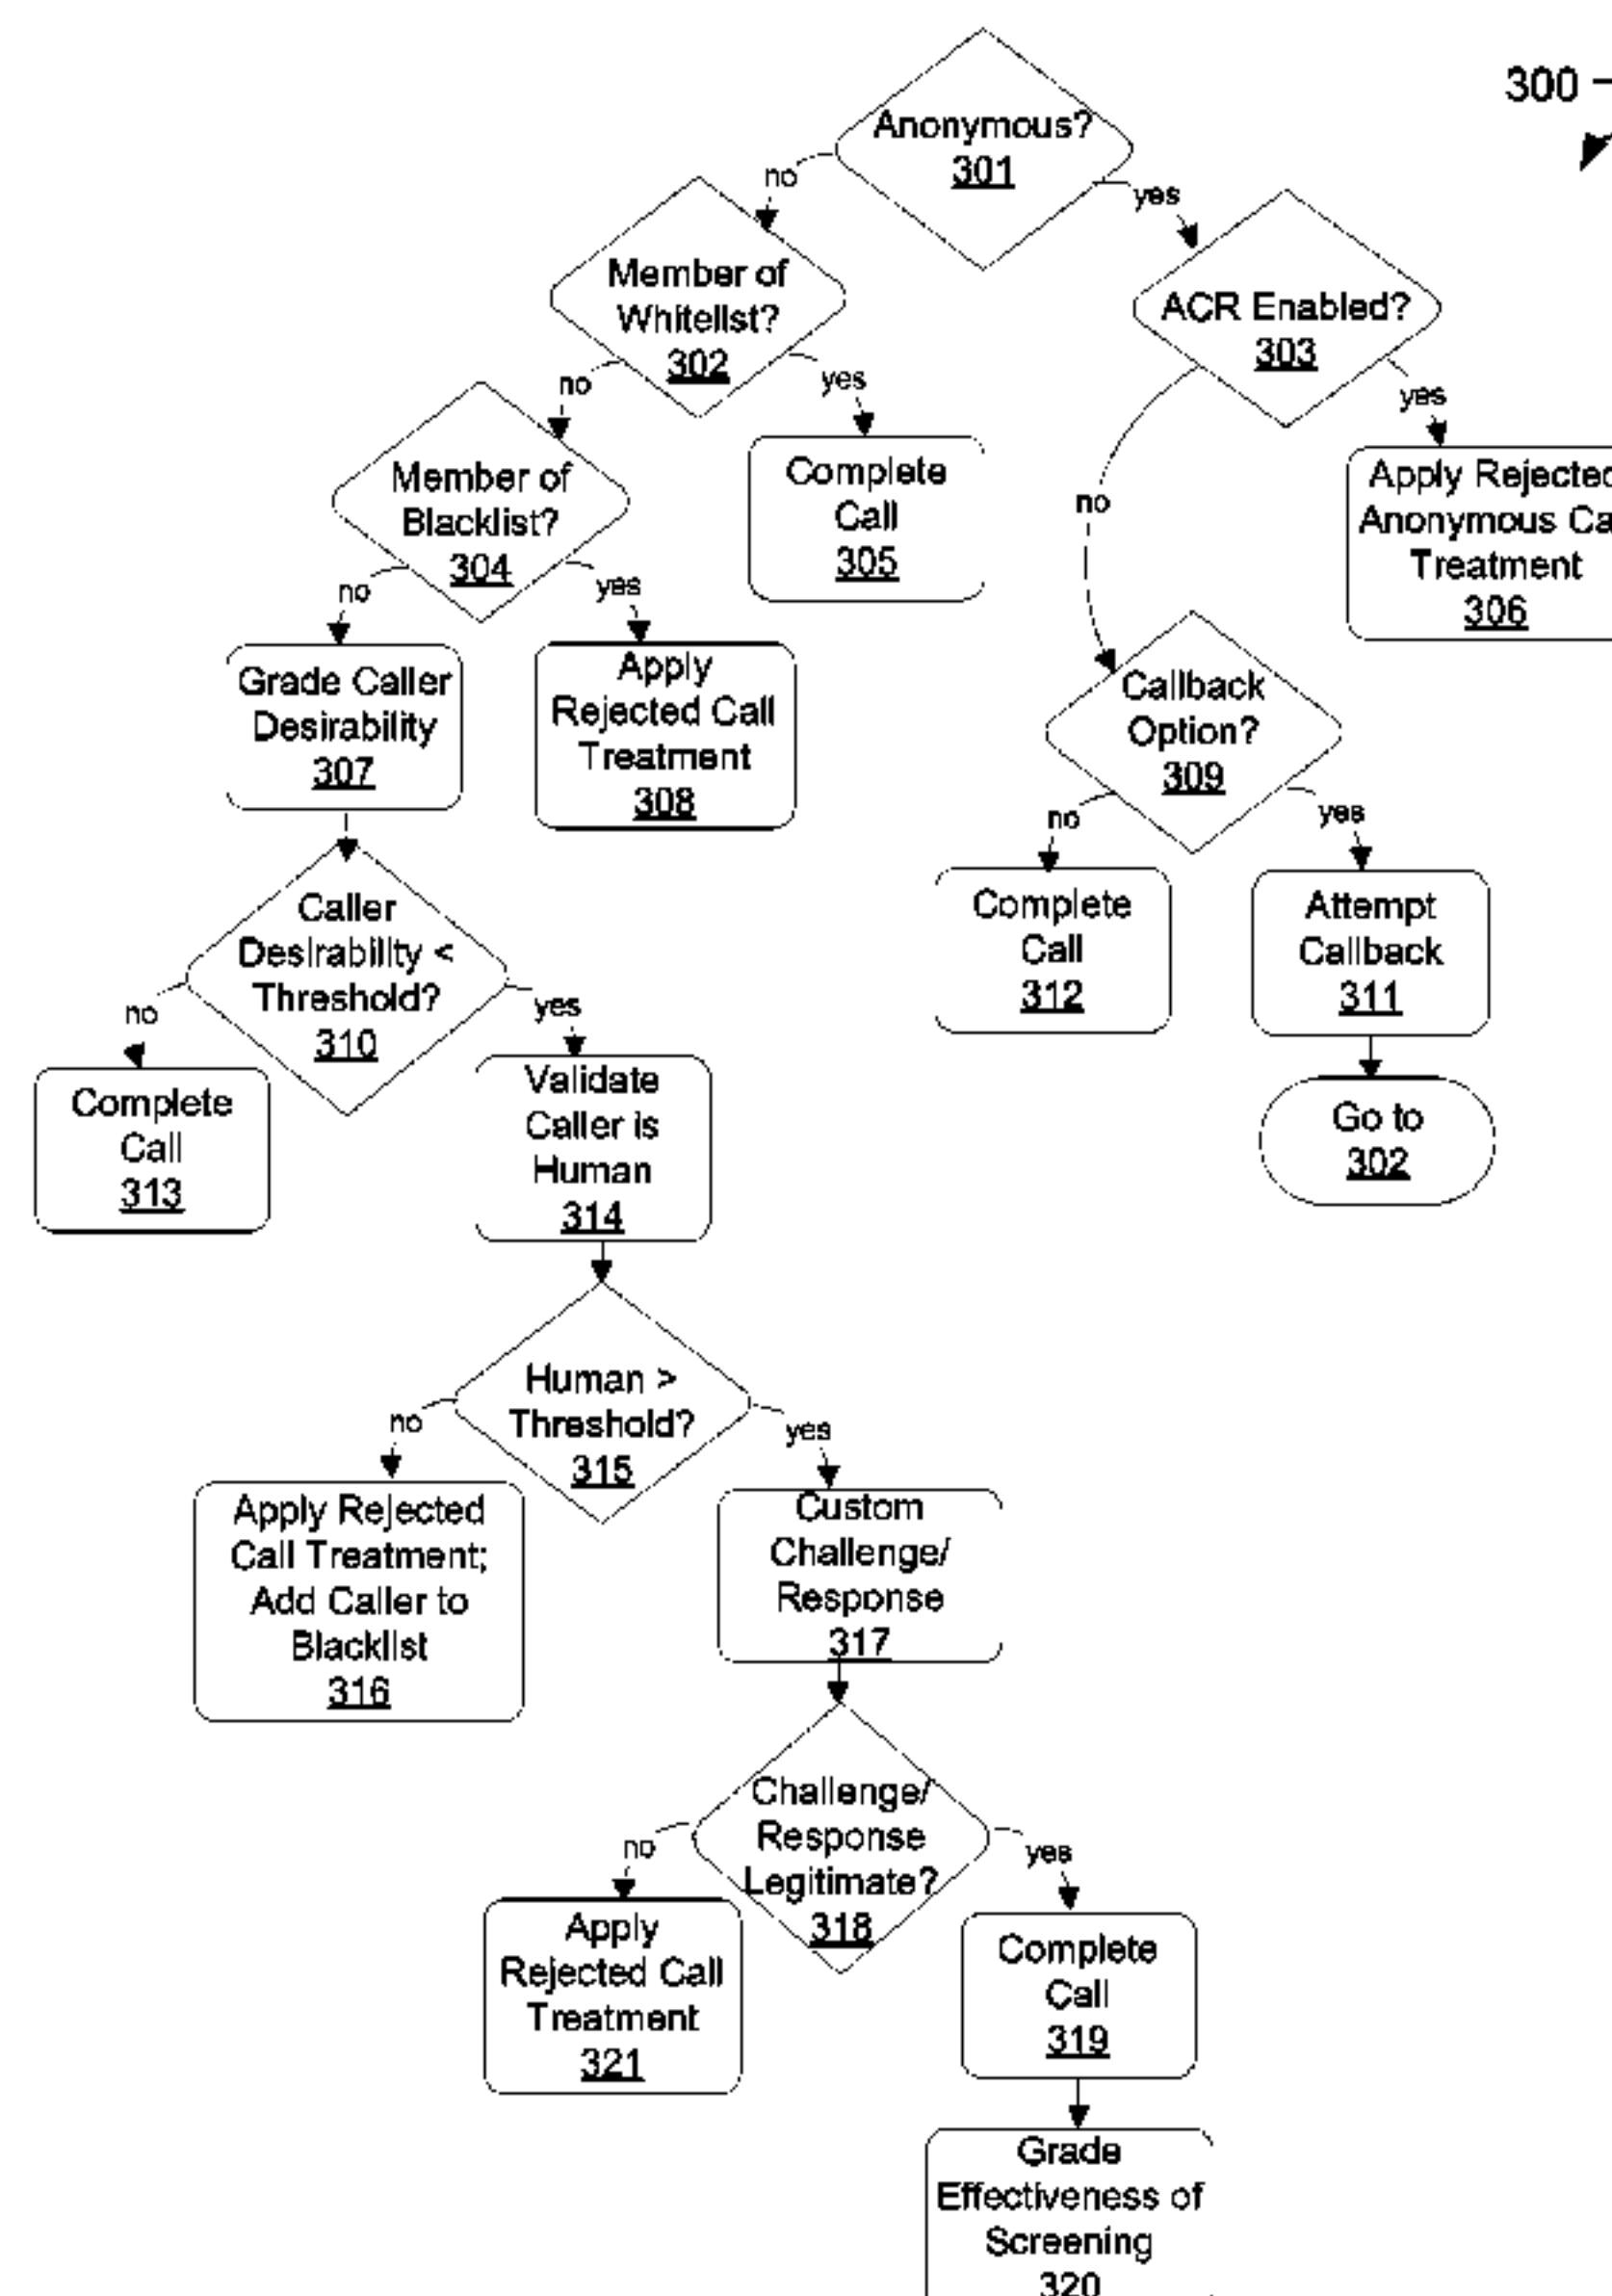 300
Anonymous?
301
no
yes
Member of
Whitelist?
302
no
yes
ACR Enabled?
303
no
yes
Member of
Blacklist?
304
no
yes
Complete
Call
305
Apply Rejected
Anonymous Ca
Treatment
306
Grade Caller
Desirability
307
Apply
Rejected Call
Treatment
308
Callback
Option?
309
no
yes
Caller
Desirability <
Threshold?
310
no
yes
Complete
Call
312
Attempt
Callback
311
Go to
302
Complete
Call
313
Validate
Caller is
Human
314
Human >
Threshold?
315
no
yes
Apply Rejected
Call Treatment;
Add Caller to
Blacklist
316
Custom
Challenge/
Response
317
Challenge/
Response
Legitimate?
318
no
yes
Apply
Rejected Call
Treatment
321
Complete
Call
319
Grade
Effectiveness of
Screening
320